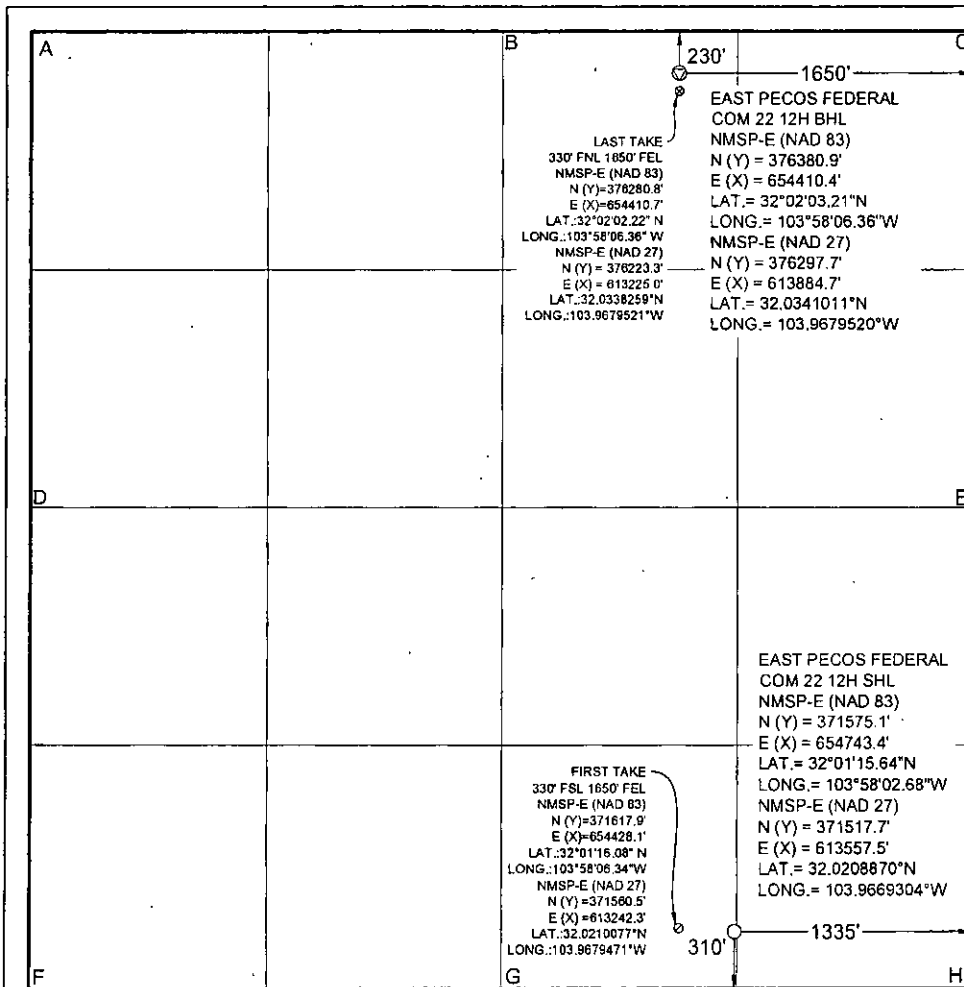 A
B
C
230'
1650'
LAST TAKE
330' FNL 1650' FEL
NMSP-E (NAD 83)
N (Y)=376280.8'
E (X)=654410.7'
LAT.:32°02'02.22" N
LONG.:103°58'06.36" W
NMSP-E (NAD 27)
N (Y) = 376223.3'
E (X) = 613225.0'
LAT.:32.0338259°N
LONG.:103.9679521°W
EAST PECOS FEDERAL
COM 22 12H BHL
NMSP-E (NAD 83)
N (Y) = 376380.9'
E (X) = 654410.4'
LAT.= 32°02'03.21"N
LONG.= 103°58'06.36"W
NMSP-E (NAD 27)
N (Y) = 376297.7'
E (X) = 613884.7'
LAT.= 32.0341011°N
LONG.= 103.9679520°W
D
E
EAST PECOS FEDERAL
COM 22 12H SHL
NMSP-E (NAD 83)
N (Y) = 371575.1'
E (X) = 654743.4'
LAT.= 32°01'15.64"N
LONG.= 103°58'02.68"W
NMSP-E (NAD 27)
N (Y) = 371517.7'
E (X) = 613557.5'
LAT.= 32.0208870°N
LONG.= 103.9669304°W
FIRST TAKE
330' FSL 1650' FEL
NMSP-E (NAD 83)
N (Y)=371617.9'
E (X)=654428.1'
LAT.:32°01'16.08" N
LONG.:103°58'06.34"W
NMSP-E (NAD 27)
N (Y) =371560.5'
E (X) =613242.3'
LAT.:32.0210077°N
LONG.:103.9679471°W
310'
1335'
F
G
H